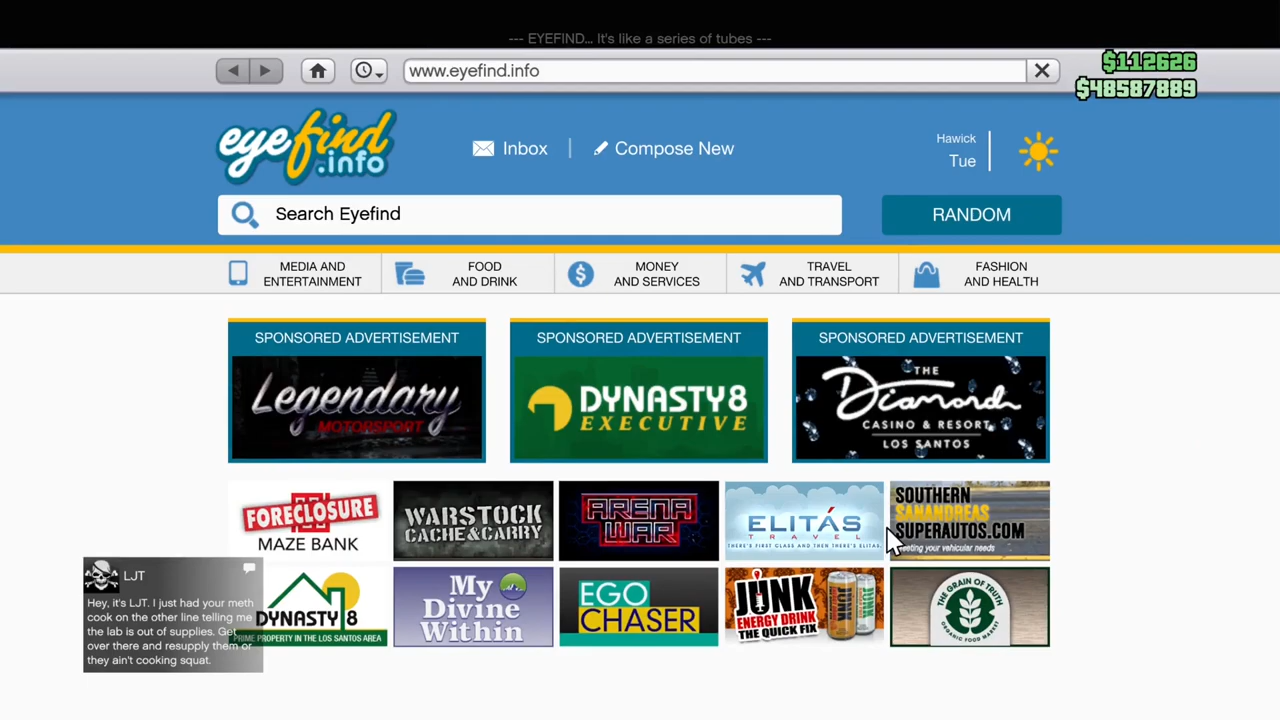 --- EYEFIND... It's like a series of tubes ---
www.eyefind.info
$112626
$48587889
eyefind
.info
Inbox
Compose New
Hawick
Tue
Search Eyefind
RANDOM
MEDIA AND
ENTERTAINMENT
FOOD
AND DRINK
MONEY
AND SERVICES
TRAVEL
AND TRANSPORT
FASHION
AND HEALTH
SPONSORED ADVERTISEMENT
Legendary
MOTORSPORT
SPONSORED ADVERTISEMENT
DYNASTY8
EXECUTIVE
SPONSORED ADVERTISEMENT
THE
Diamond
CASINO & RESORT
LOS SANTOS
FORECLOSURE
MAZE BANK
WARSTOCK
CACHE&CARRY
ARENA
WAR
ELITÁS
TRAVEL
THERE'S FIRST CLASS AND THEN THERE'S ELITAS.
SOUTHERN
SANANDREAS
SUPERAUTOS.COM
eeting your vehicular needs
DYNASTY 8
PRIME PROPERTY IN THE LOS SANTOS AREA
My
Divine
Within
EGO
CHASER
JUNK
ENERGY DRINK
THE QUICK FIX
THE GRAIN OF TRUTH
ORGANIC FOOD MARKET
LJT
Hey, it's LJT. I just had your meth
cook on the other line telling me
the lab is out of supplies. Get
over there and resupply them or
they ain't cooking squat.